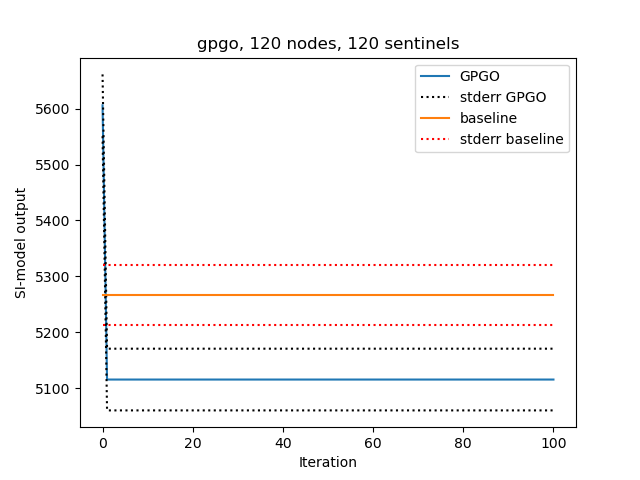 gpgo, 120 nodes, 120 sentinels
GPGO
stderr GPGO
baseline
stderr baseline
SI-model output
5600
5500
5400
5300
5200
5100
0 20 40 60 80 100
Iteration